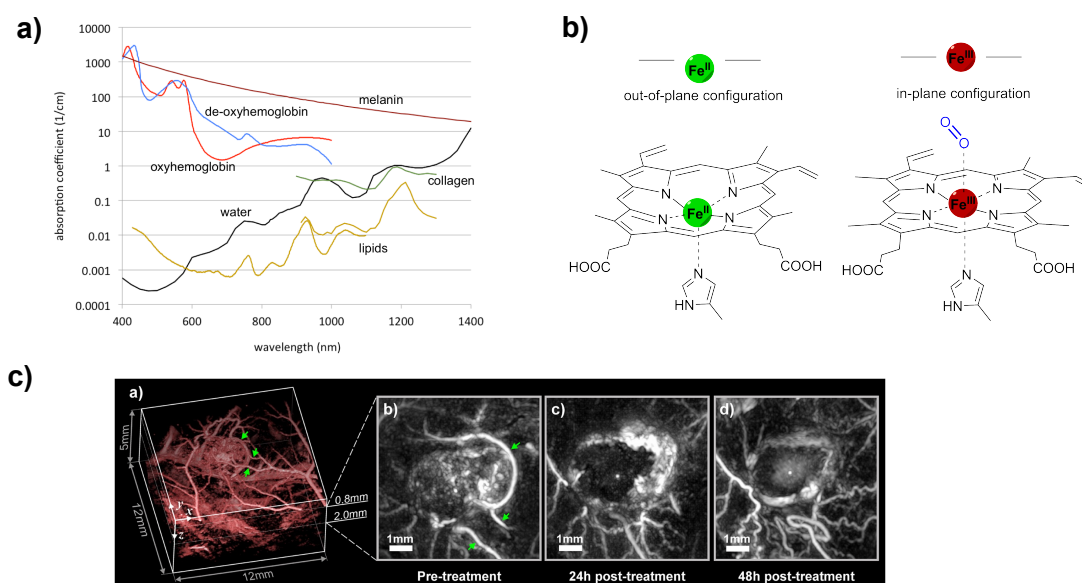 a)
10000
1000
100
10
1
0.1
0.01
0.001
0.0001
absorption coefficient (1/cm)
melanin
de-oxyhemoglobin
oxyhemoglobin
collagen
water
lipids
400
600
800
1000
1200
1400
wavelength (nm)
b)
Fe^II
out-of-plane configuration
Fe^III
in-plane configuration
O
O
N
N
N
N
Fe^II
HOOC
COOH
N
HN
N
N
N
N
Fe^III
HOOC
COOH
N
HN
c)
a)
5mm
12mm
12mm
y
x
z
0.8mm
2.0mm
b)
1mm
Pre-treatment
c)
1mm
24h post-treatment
d)
1mm
48h post-treatment